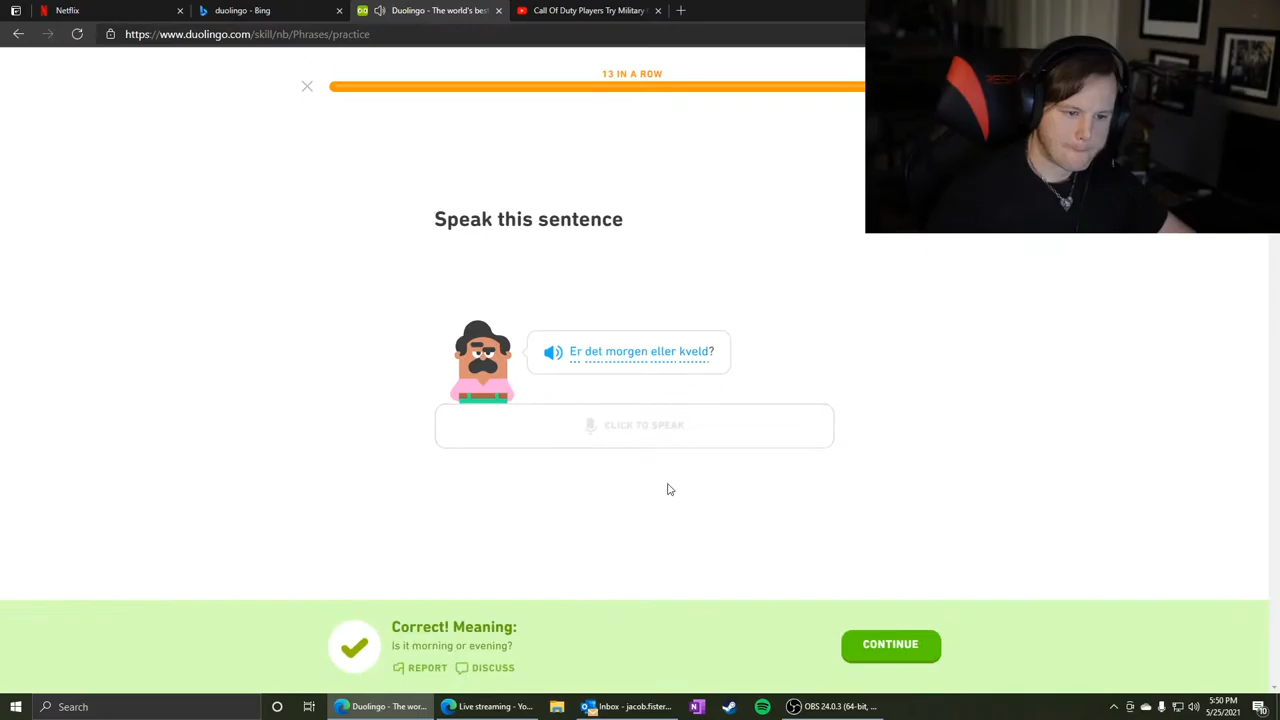 Netflix
duolingo - Bing
Duolingo - The world's bes
Call Of Duty Players Try Military
https://www.duolingo.com/skill/nb/Phrases/practice
13 IN A ROW
Speak this sentence
Er det morgen eller kveld?
CLICK TO SPEAK
Correct! Meaning:
Is it morning or evening?
REPORT
DISCUSS
CONTINUE
Search
Duolingo - The wor...
Live streaming - Yo...
Inbox - jacob.fister...
OBS 24.0.3 (64-bit, ...
5:50 PM
5/25/2021
10